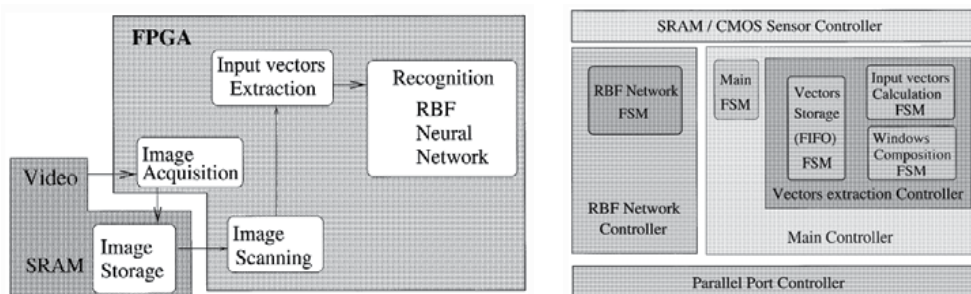 FPGA
Input vectors
Extraction
Recognition
RBF
Neural
Network
Image
Acquisition
Video
SRAM
Image
Storage
Image
Scanning
SRAM / CMOS Sensor Controller
RBF Network
FSM
RBF Network
Controller
Main
FSM
Vectors
Storage
(FIFO)
FSM
Input vectors
Calculation
FSM
Windows
Composition
FSM
Vectors extraction Controller
Main Controller
Parallel Port Controller